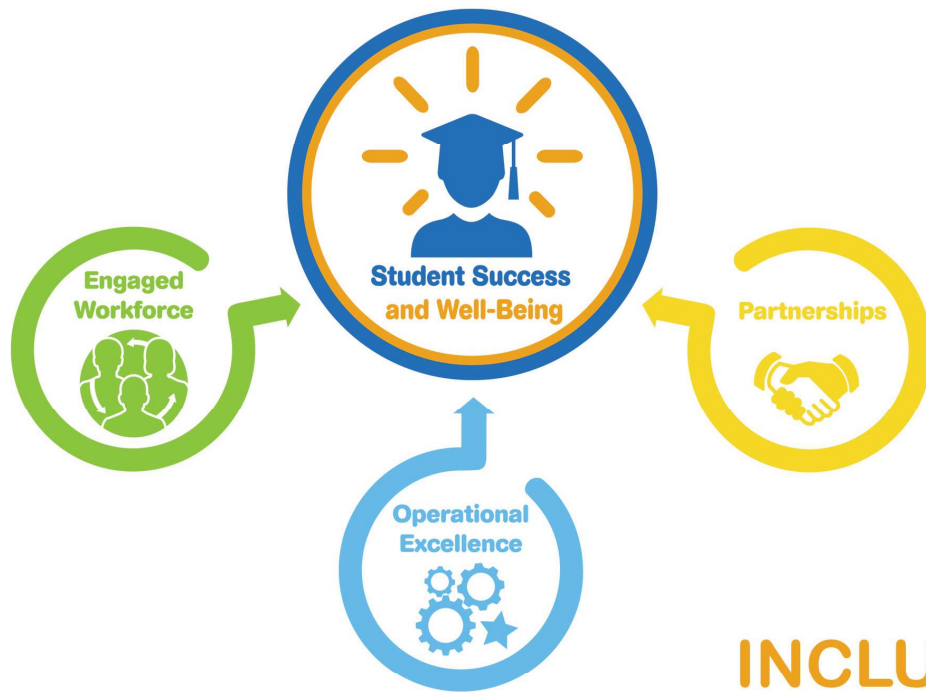 Student Success
and Well-Being
Engaged
Workforce
Partnerships
Operational
Excellence
INCLU